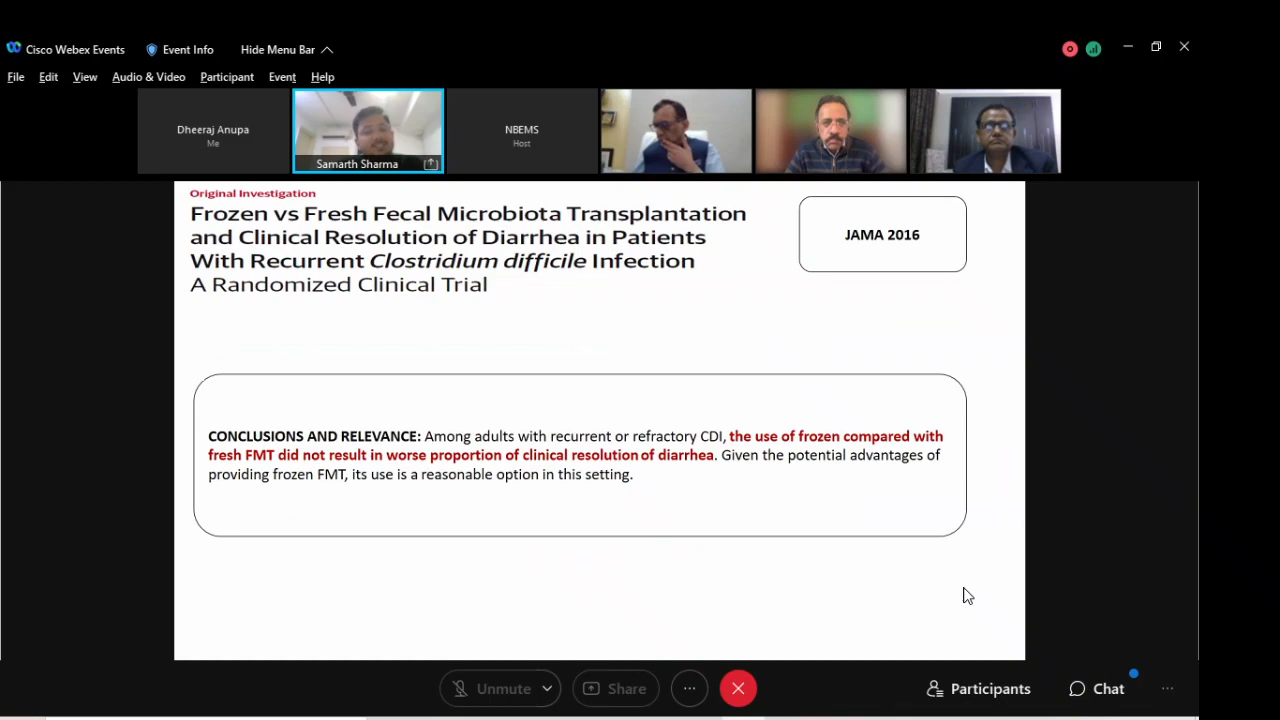 Cisco Webex Events
Event Info
Hide Menu Bar
File
Edit
View
Audio & Video
Participant
Event
Help
Dheeraj Anupa
Me
Samarth Sharma
NBEMS
Host
Original Investigation
Frozen vs Fresh Fecal Microbiota Transplantation
and Clinical Resolution of Diarrhea in Patients
With Recurrent Clostridium difficile Infection
A Randomized Clinical Trial
JAMA 2016
CONCLUSIONS AND RELEVANCE: Among adults with recurrent or refractory CDI, the use of frozen compared with
fresh FMT did not result in worse proportion of clinical resolution of diarrhea. Given the potential advantages of
providing frozen FMT, its use is a reasonable option in this setting.
Unmute
Share
Participants
Chat